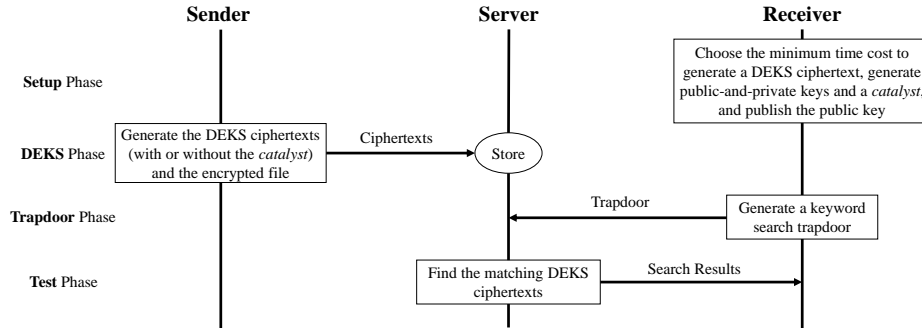 Sender
Server
Receiver
Setup Phase
Choose the minimum time cost to
generate a DEKS ciphertext, generate
public-and-private keys and a catalyst,
and publish the public key
DEKS Phase
Generate the DEKS ciphertexts
(with or without the catalyst)
and the encrypted file
Ciphertexts
Store
Trapdoor Phase
Trapdoor
Generate a keyword
search trapdoor
Test Phase
Find the matching DEKS
ciphertexts
Search Results